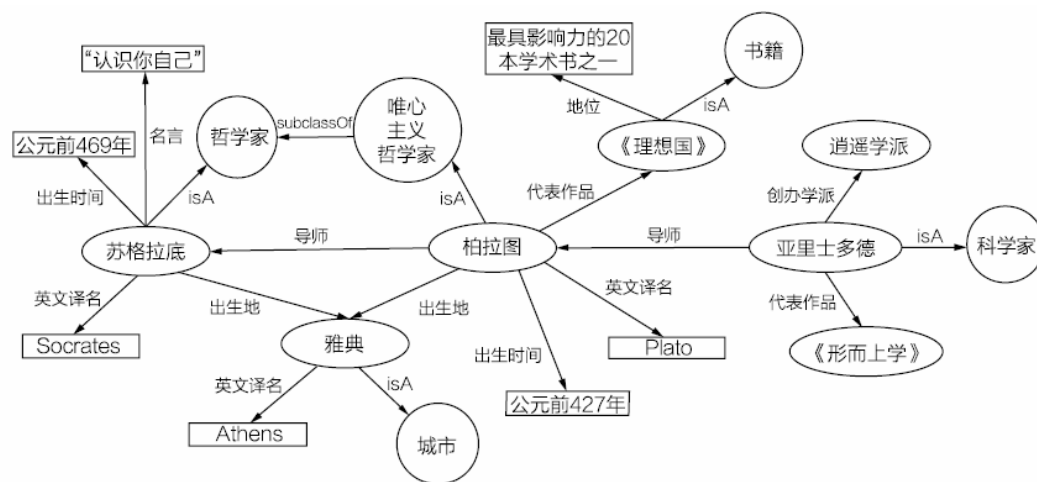 最具影响力的20
本学术书之一
书籍
“认识你自己”
地位
isA
唯心
主义
哲学家
subclassOf
哲学家
名言
公元前469年
《理想国》
逍遥学派
出生时间
isA
isA
代表作品
创办学派
苏格拉底
导师
柏拉图
导师
亚里士多德
isA
科学家
英文译名
出生地
出生地
英文译名
代表作品
Socrates
雅典
出生时间
Plato
《形而上学》
英文译名
isA
公元前427年
Athens
城市